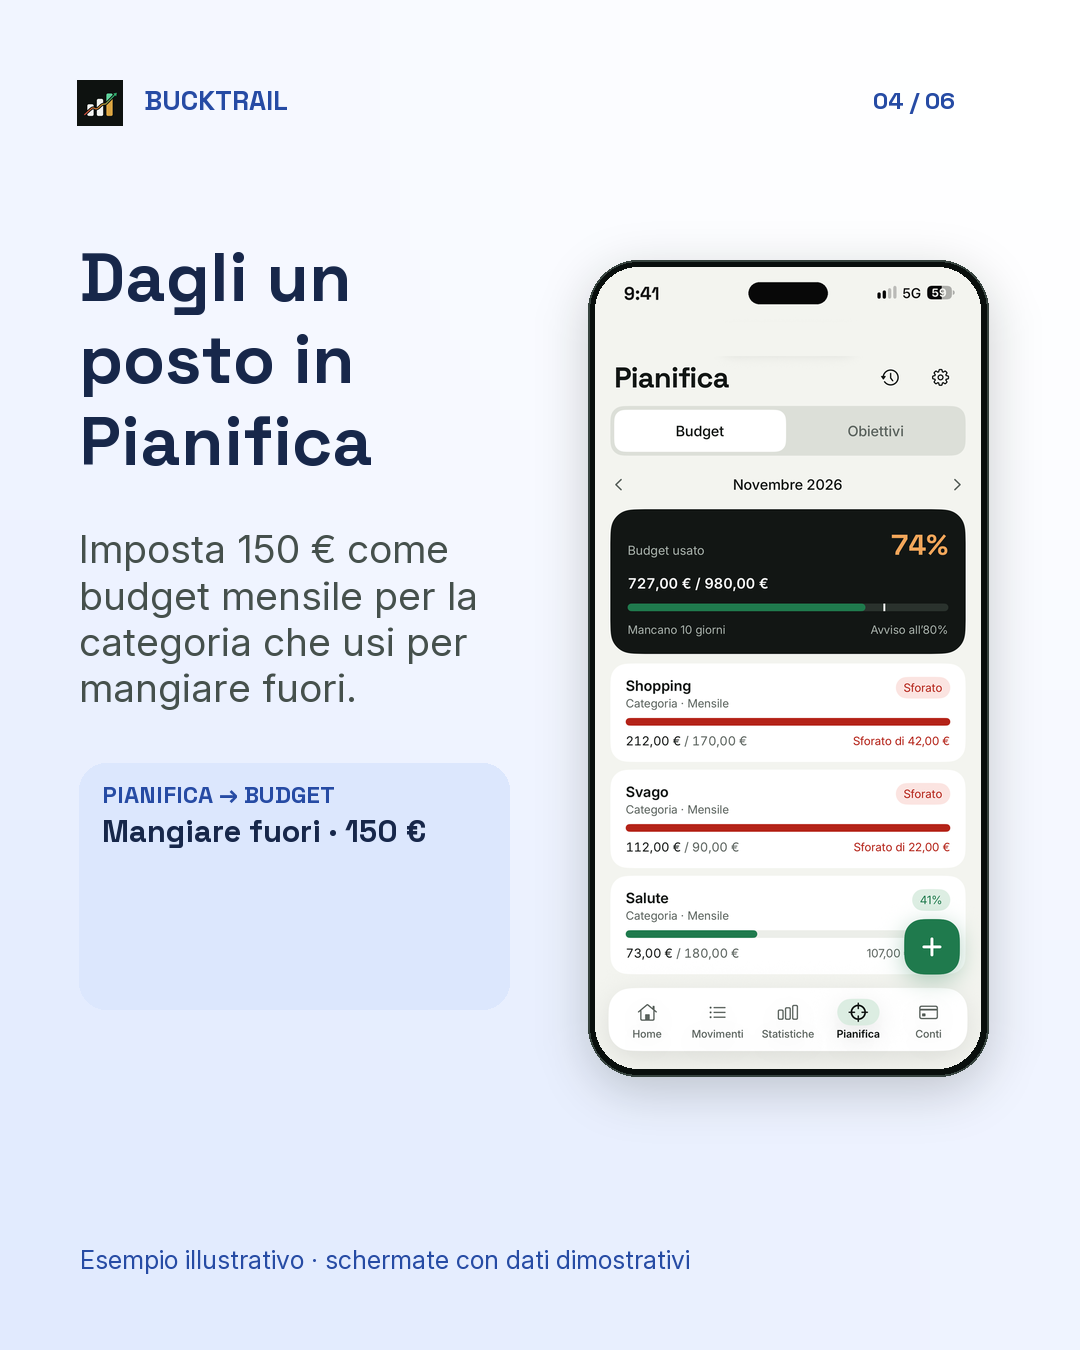 BUCKTRAIL
04 / 06
Dagli un
posto in
Pianifica
Imposta 150 € come
budget mensile per la
categoria che usi per
mangiare fuori.
PIANIFICA → BUDGET
Mangiare fuori · 150 €
9:41
5G 59
Pianifica
Budget
Obiettivi
Novembre 2026
Budget usato
74%
727,00 € / 980,00 €
Mancano 10 giorni
Avviso all'80%
Shopping
Sforato
Categoria · Mensile
212,00 € / 170,00 €
Sforato di 42,00 €
Svago
Sforato
Categoria · Mensile
112,00 € / 90,00 €
Sforato di 22,00 €
Salute
41%
Categoria · Mensile
73,00 € / 180,00 €
107,00
Home
Movimenti
Statistiche
Pianifica
Conti
Esempio illustrativo · schermate con dati dimostrativi